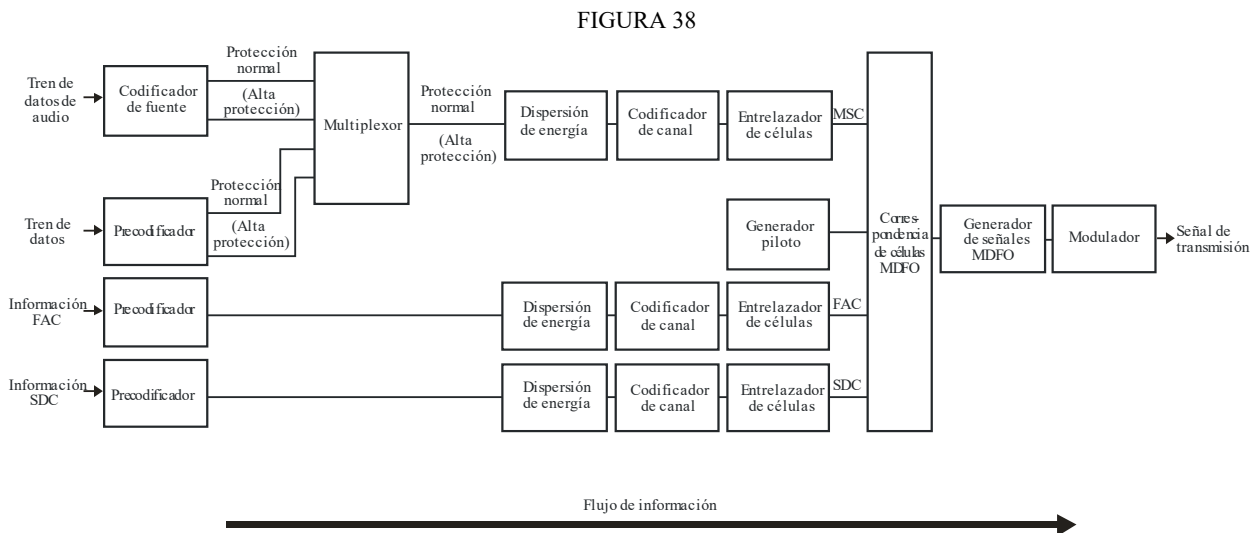 FIGURA 38
Tren de
datos de
audio
Codificador
de fuente
Protección
normal
(Alta
protección)
Multiplexor
Protección
normal
(Alta
protección)
Dispersión
de energía
Codificador
de canal
Entrelazador
de células
MSC
Tren de
datos
Precodificador
Protección
normal
(Alta
protección)
Generador
piloto
Corres-
pondencia
de células
MDFO
Generador
de señales
MDFO
Modulador
Señal de
transmisión
Información
FAC
Precodificador
Dispersión
de energía
Codificador
de canal
Entrelazador
de células
FAC
Información
SDC
Precodificador
Dispersión
de energía
Codificador
de canal
Entrelazador
de células
SDC
Flujo de información